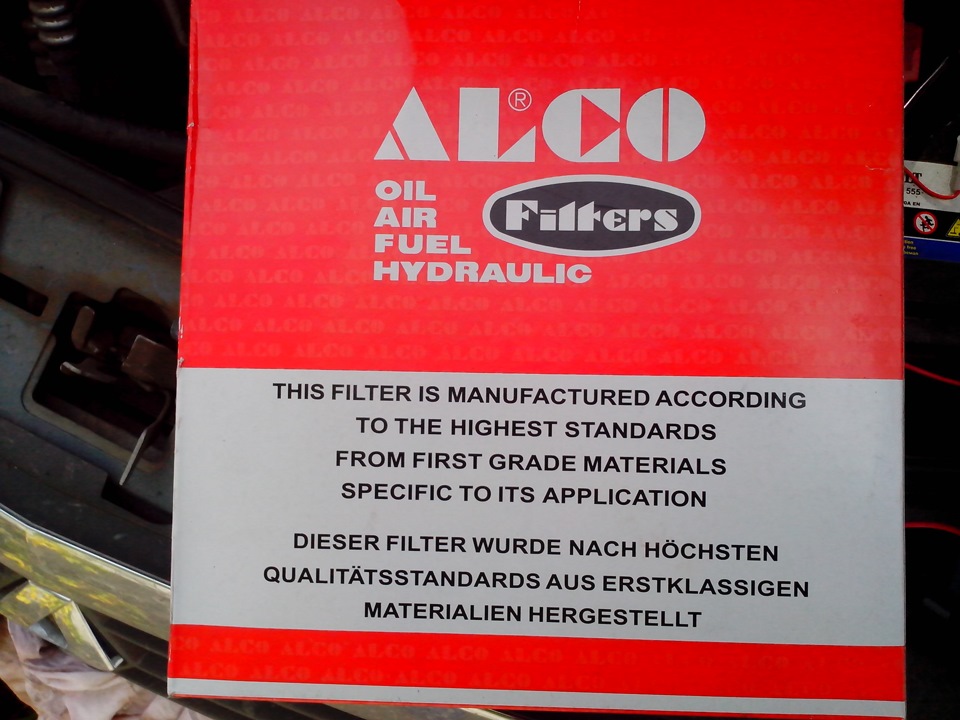 ALCO®
OIL
AIR
FUEL
HYDRAULIC
Filters
THIS FILTER IS MANUFACTURED ACCORDING
TO THE HIGHEST STANDARDS
FROM FIRST GRADE MATERIALS
SPECIFIC TO ITS APPLICATION
DIESER FILTER WURDE NACH HÖCHSTEN
QUALITÄTSSTANDARDS AUS ERSTKLASSIGEN
MATERIALIEN HERGESTELLT
555